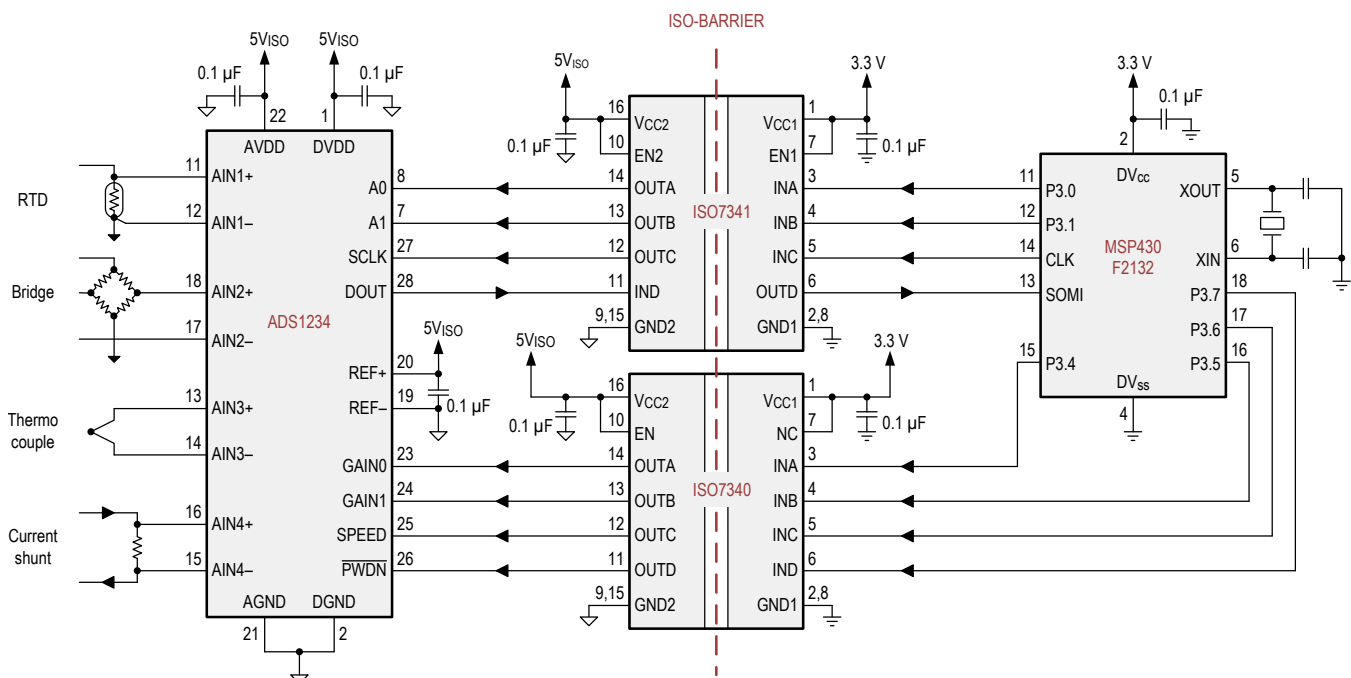 ISO-BARRIER
5VISO
5VISO
0.1 µF
0.1 µF
22
1
AVDD
DVDD
5VISO
3.3 V
3.3 V
0.1 µF
2
DVcc
16
VCC2
0.1 µF
10
EN2
1
VCC1
7
EN1
0.1 µF
RTD
11
AIN1+
12
AIN1–
8
A0
14
OUTA
INA
3
11
P3.0
7
A1
13
OUTB
ISO7341
INB
4
12
P3.1
27
SCLK
12
OUTC
INC
5
14
CLK
28
DOUT
11
IND
OUTD
6
13
SOMI
MSP430
F2132
XOUT
5
XIN
6
P3.7
18
P3.6
17
P3.5
16
15
P3.4
DVss
4
9,15
GND2
GND1
2,8
Bridge
18
AIN2+
17
AIN2–
ADS1234
5VISO
20
REF+
19
REF–
0.1 µF
5VISO
3.3 V
16
VCC2
0.1 µF
10
EN
1
VCC1
7
NC
0.1 µF
Thermo
couple
13
AIN3+
14
AIN3–
23
GAIN0
14
OUTA
INA
3
24
GAIN1
13
OUTB
ISO7340
INB
4
25
SPEED
12
OUTC
INC
5
26
PWDN
11
OUTD
IND
6
9,15
GND2
GND1
2,8
Current
shunt
16
AIN4+
15
AIN4–
AGND
DGND
21
2